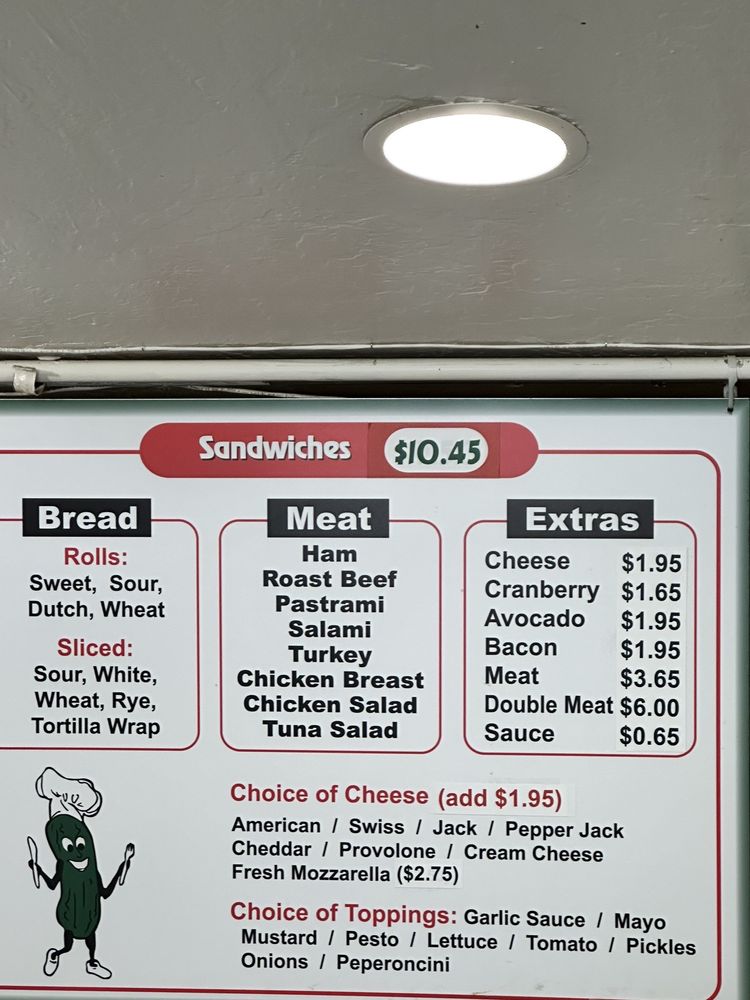 Sandwiches $10.45
Bread
Rolls:
Sweet, Sour,
Dutch, Wheat
Sliced:
Sour, White,
Wheat, Rye,
Tortilla Wrap
Meat
Ham
Roast Beef
Pastrami
Salami
Turkey
Chicken Breast
Chicken Salad
Tuna Salad
Extras
Cheese $1.95
Cranberry $1.65
Avocado $1.95
Bacon $1.95
Meat $3.65
Double Meat $6.00
Sauce $0.65
Choice of Cheese (add $1.95)
American / Swiss / Jack / Pepper Jack
Cheddar / Provolone / Cream Cheese
Fresh Mozzarella ($2.75)
Choice of Toppings: Garlic Sauce / Mayo
Mustard / Pesto / Lettuce / Tomato / Pickles
Onions / Peperoncini